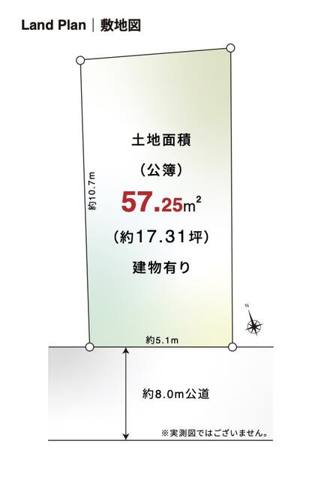 Land Plan｜敷地図
土地面積
（公簿）
57.25m²
（約17.31坪）
建物有り
約10.7m
約5.1m
N
約8.0m公道
※実測図ではございません。